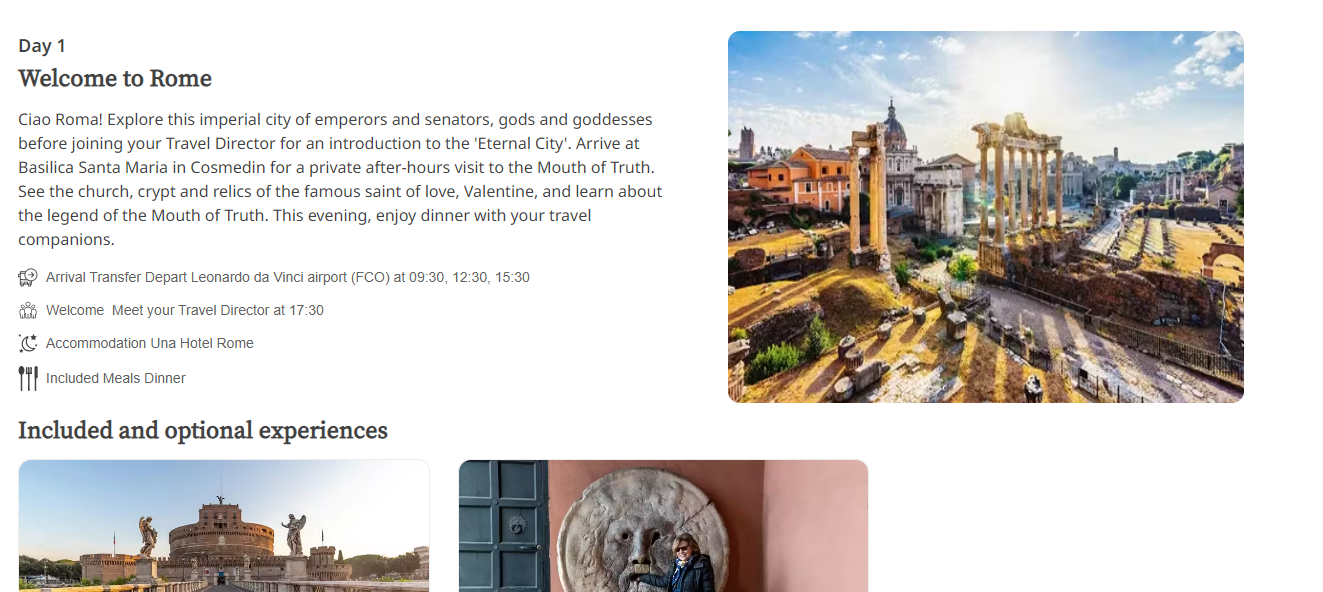 Day 1
Welcome to Rome
Ciao Roma! Explore this imperial city of emperors and senators, gods and goddesses
before joining your Travel Director for an introduction to the 'Eternal City'. Arrive at
Basilica Santa Maria in Cosmedin for a private after-hours visit to the Mouth of Truth.
See the church, crypt and relics of the famous saint of love, Valentine, and learn about
the legend of the Mouth of Truth. This evening, enjoy dinner with your travel
companions.
Arrival Transfer Depart Leonardo da Vinci airport (FCO) at 09:30, 12:30, 15:30
Welcome  Meet your Travel Director at 17:30
Accommodation Una Hotel Rome
Included Meals Dinner
Included and optional experiences